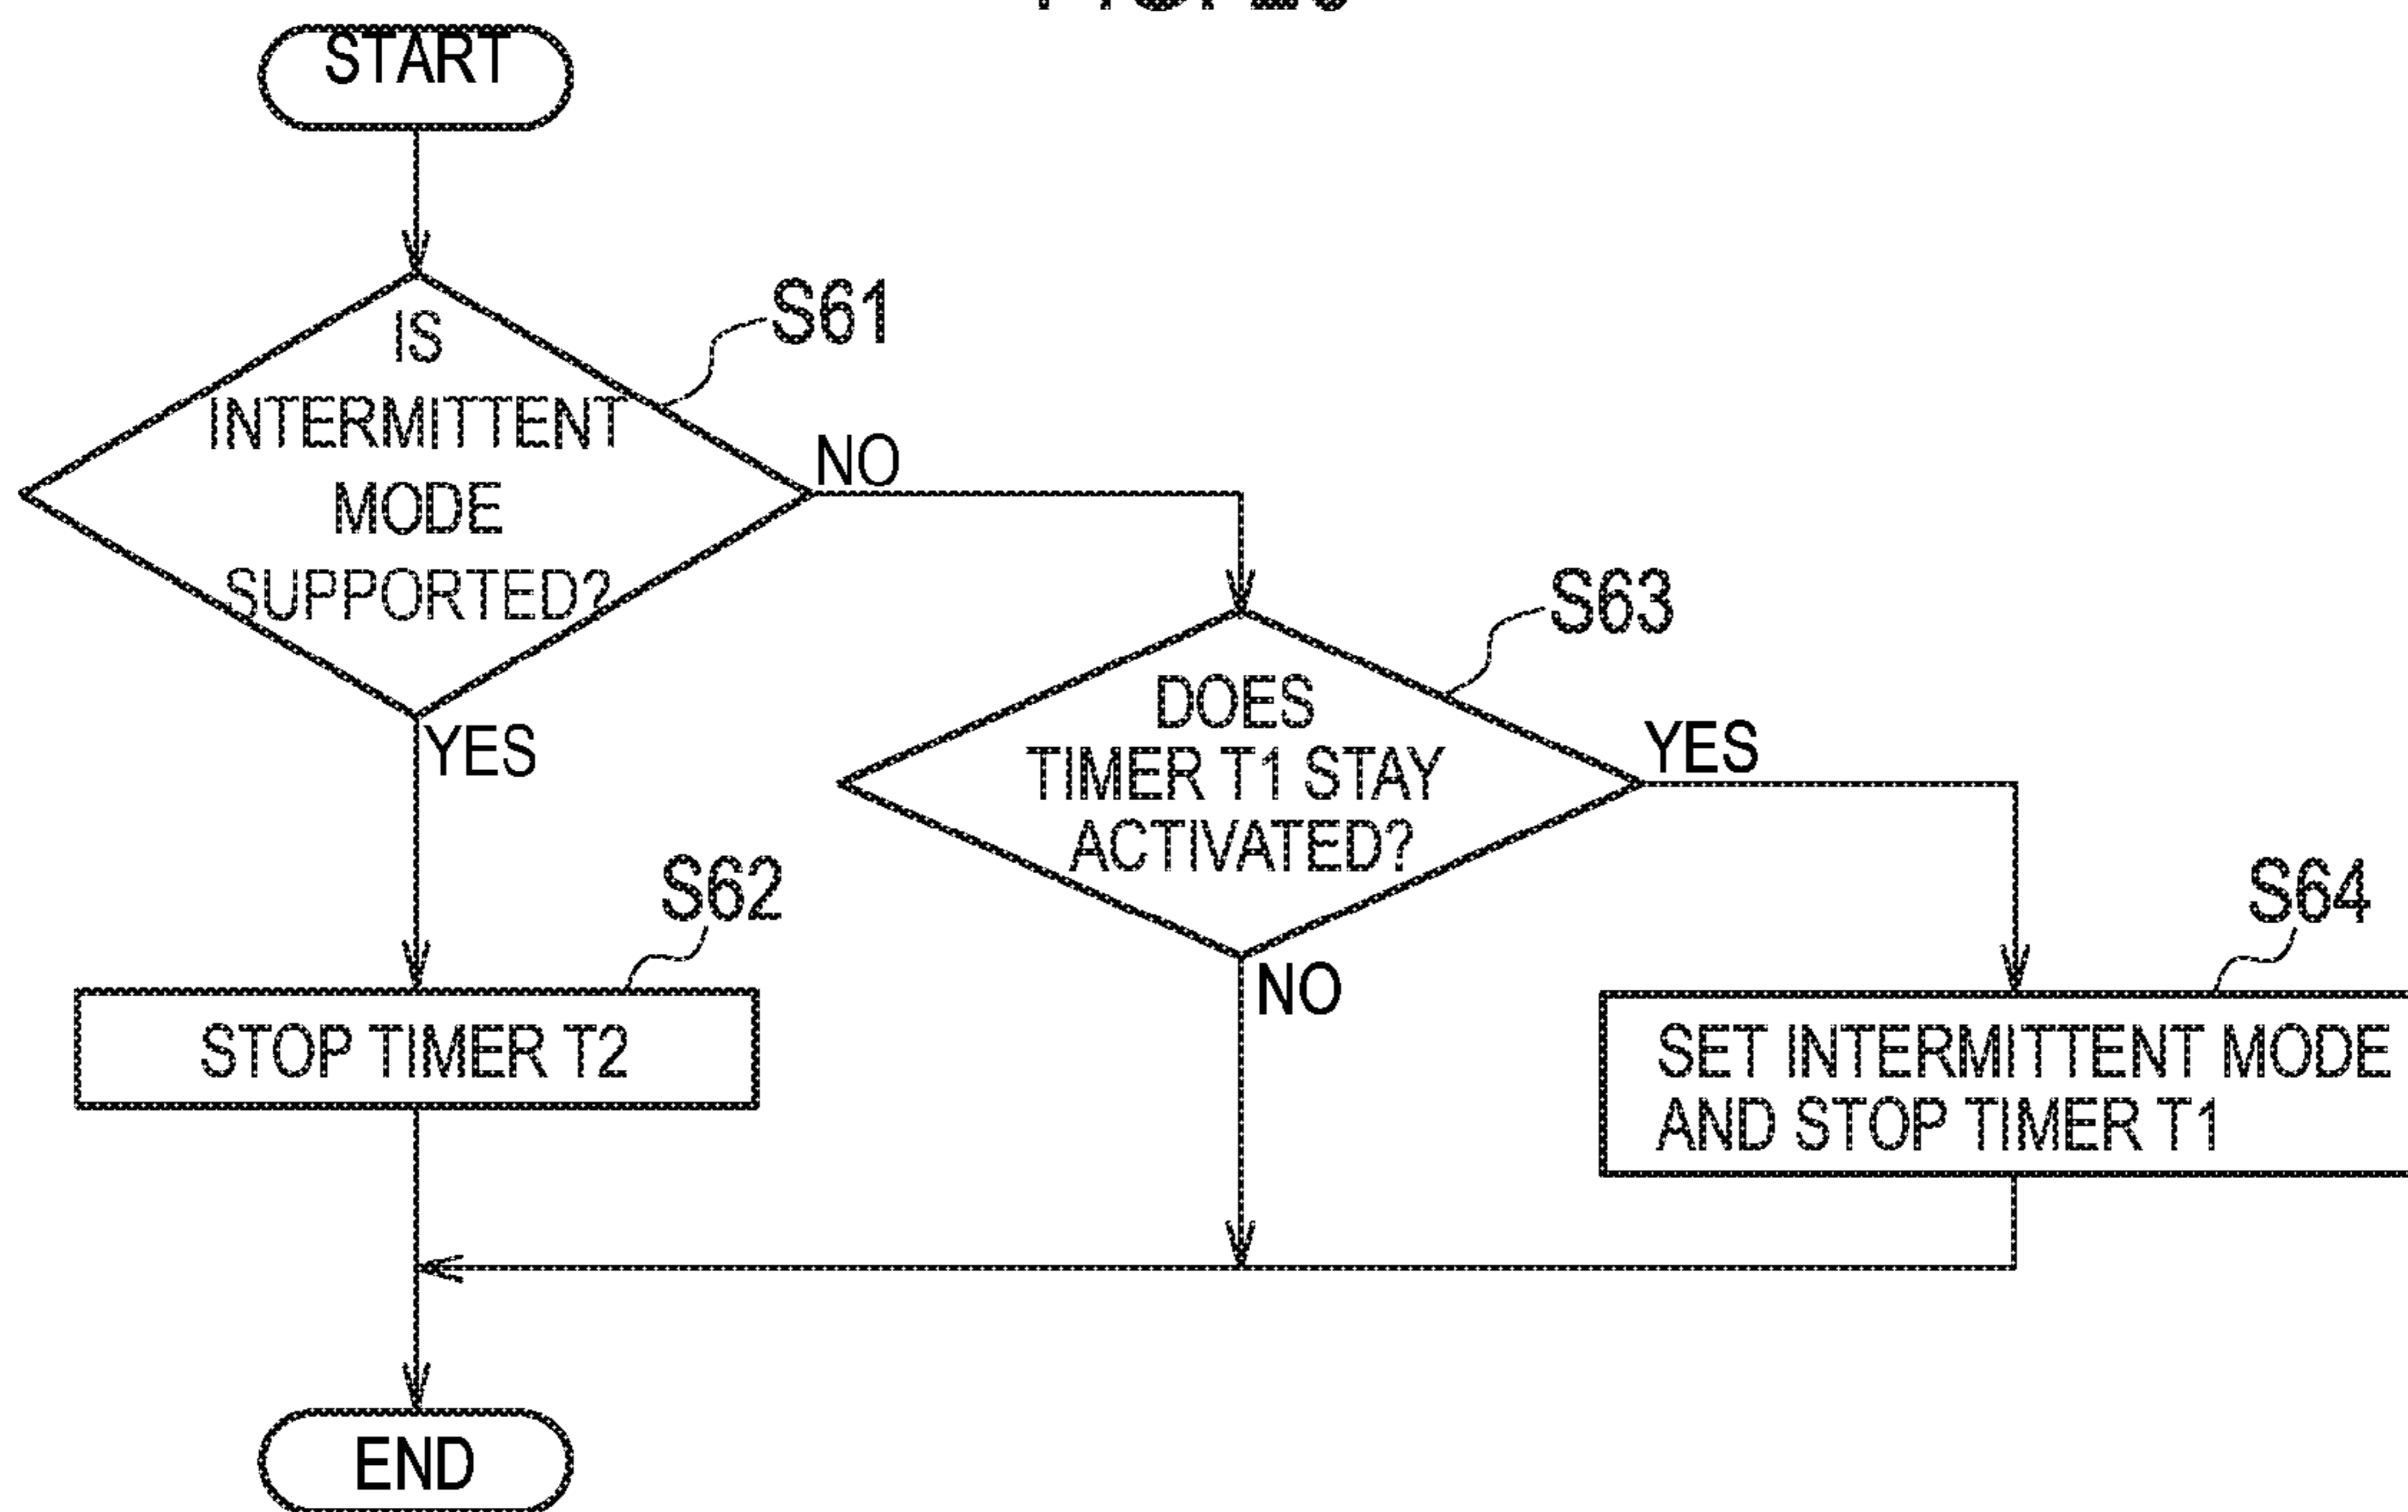 START
S61
IS
INTERMITTENT
MODE
SUPPORTED?
NO
YES
S63
DOES
TIMER T1 STAY
ACTIVATED?
YES
NO
S62
STOP TIMER T2
S64
SET INTERMITTENT MODE
AND STOP TIMER T1
END